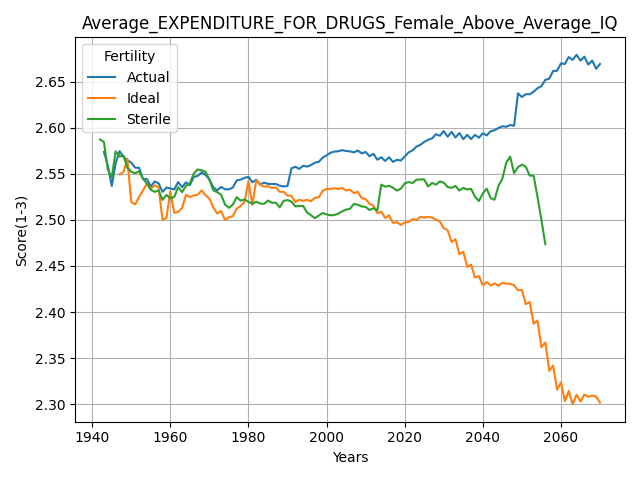 Average_EXPENDITURE_FOR_DRUGS_Female_Above_Average_IQ
Fertility
Actual
Ideal
Sterile
Score(1-3)
2.65
2.60
2.55
2.50
2.45
2.40
2.35
2.30
1940 1960 1980 2000 2020 2040 2060
Years